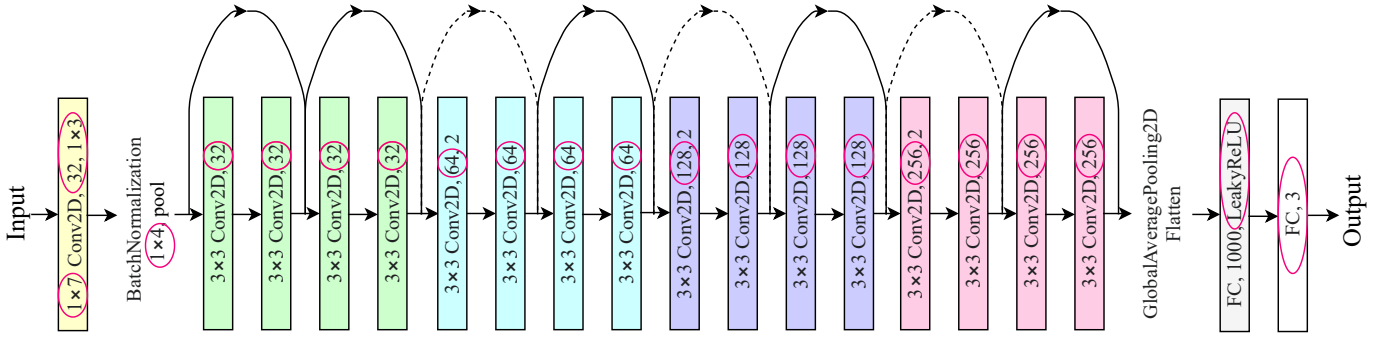 Input
1×7 Conv2D, 32, 1×3
BatchNormalization
1×4, pool
3×3 Conv2D, 32
3×3 Conv2D, 32
3×3 Conv2D, 32
3×3 Conv2D, 32
3×3 Conv2D, 64, 2
3×3 Conv2D, 64
3×3 Conv2D, 64
3×3 Conv2D, 64
3×3 Conv2D, 128, 2
3×3 Conv2D, 128
3×3 Conv2D, 128
3×3 Conv2D, 128
3×3 Conv2D, 256, 2
3×3 Conv2D, 256
3×3 Conv2D, 256
3×3 Conv2D, 256
GlobalAveragePooling2D
Flatten
FC, 1000, LeakyReLU
FC, 3
Output